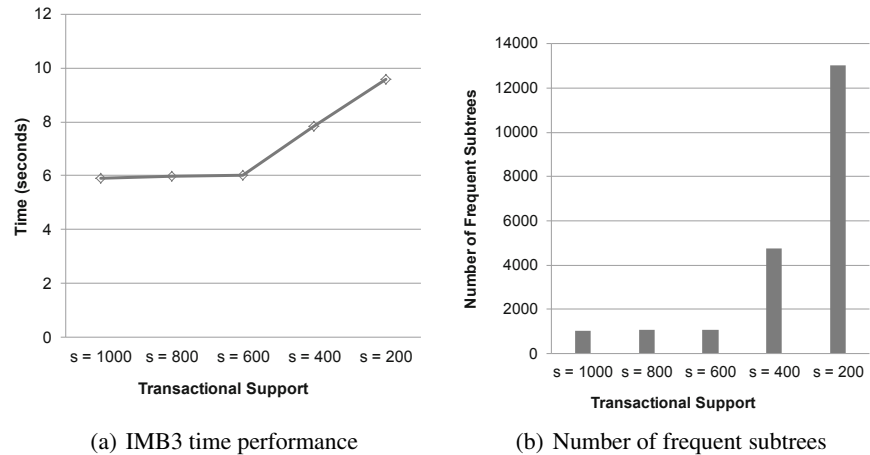 12
10
8
6
4
2
0
Time (seconds)
s = 1000 s = 800 s = 600 s = 400 s = 200
Transactional Support
(a) IMB3 time performance
14000
12000
10000
8000
6000
4000
2000
0
Number of Frequent Subtrees
s = 1000 s = 800 s = 600 s = 400 s = 200
Transactional Support
(b) Number of frequent subtrees